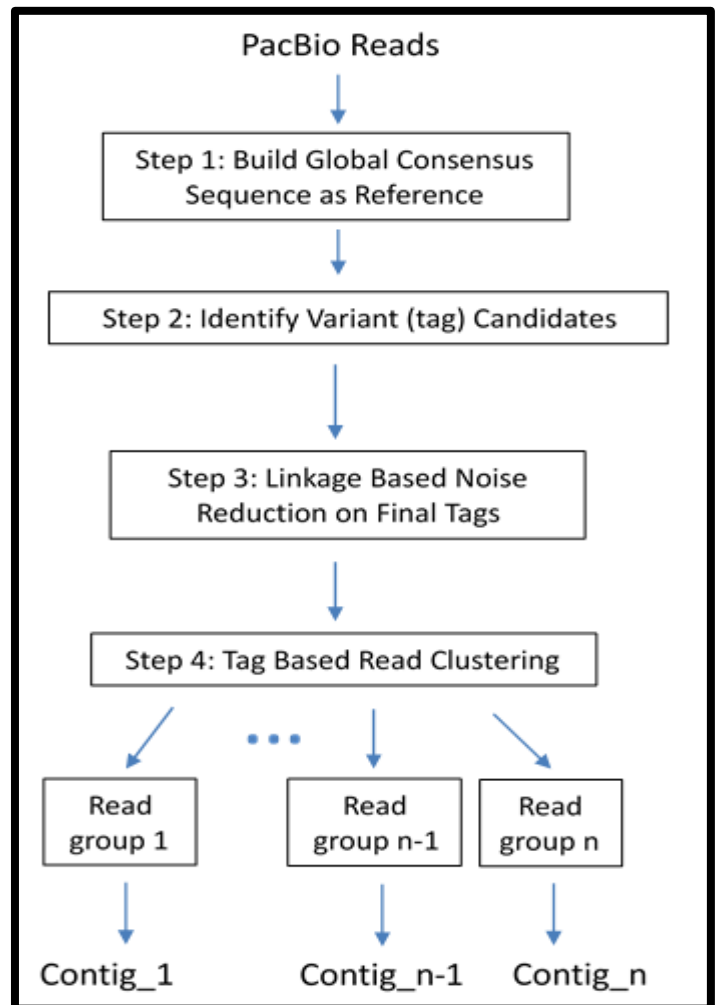 PacBio Reads
Step 1: Build Global Consensus
Sequence as Reference
Step 2: Identify Variant (tag) Candidates
Step 3: Linkage Based Noise
Reduction on Final Tags
Step 4: Tag Based Read Clustering
...
Read
group 1
Read
group n-1
Read
group n
Contig_1
Contig_n-1
Contig_n